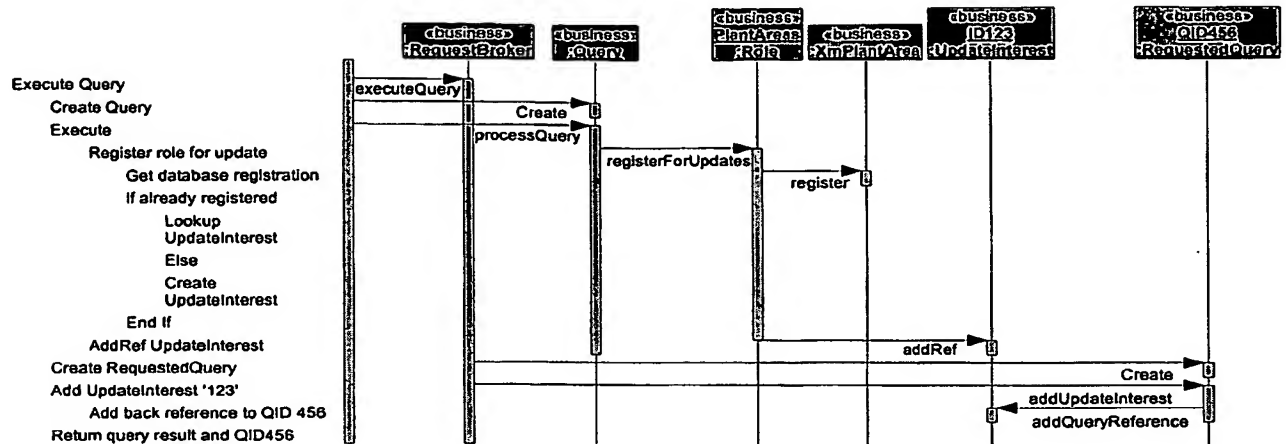 «business»
:RequestBroker
«business»
:Query
«business»
PlantAreas
:Role
«business»
:XmPlantArea
«business»
ID123
:UpdateInterest
«business»
QID456
:RequestedQuery
Execute Query
executeQuery
Create Query
Create
Execute
processQuery
Register role for update
registerForUpdates
Get database registration
register
If already registered
Lookup
UpdateInterest
Else
Create
UpdateInterest
End If
AddRef UpdateInterest
addRef
Create RequestedQuery
Create
Add UpdateInterest '123'
addUpdateInterest
Add back reference to QID 456
addQueryReference
Return query result and QID456